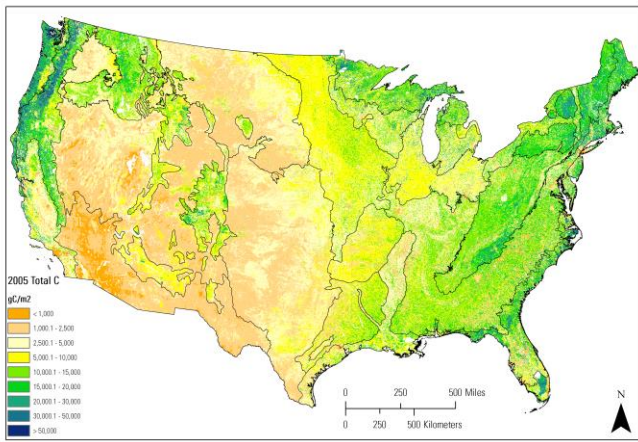 2005 Total C
gC/m2
< 1,000
1,000.1 - 2,500
2,500.1 - 5,000
5,000.1 - 10,000
10,000.1 - 15,000
15,000.1 - 20,000
20,000.1 - 30,000
30,000.1 - 50,000
> 50,000
0 250 500 Miles
0 250 500 Kilometers
N